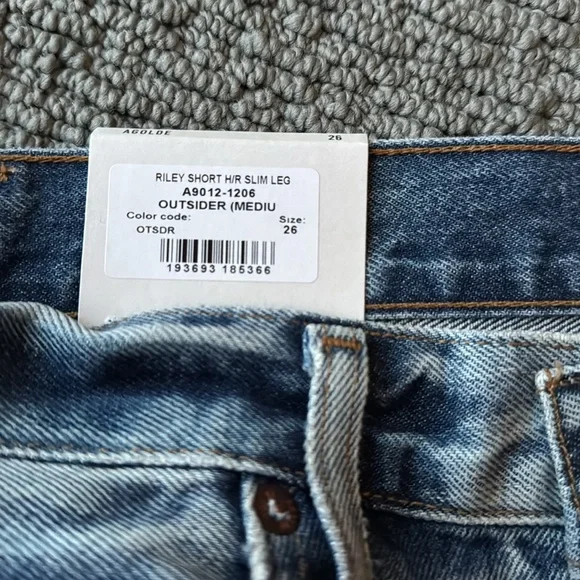 AGOLDE 26
RILEY SHORT H/R SLIM LEG
A9012-1206
OUTSIDER (MEDIU
Color code: Size:
OTSDR 26
193693 185366